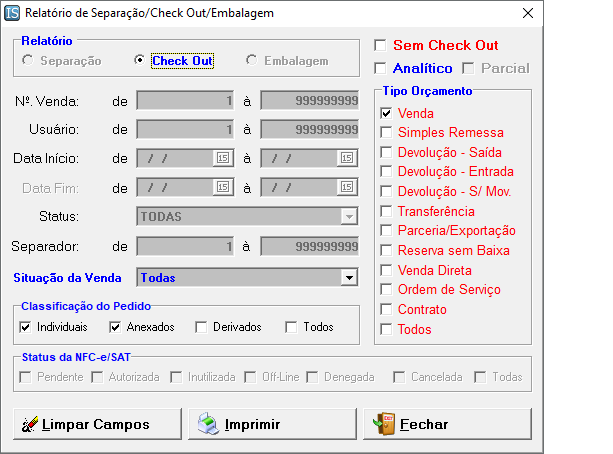 IS Relatório de Separação/Check Out/Embalagem
Relatório
Separação Check Out Embalagem
Sem Check Out
Analítico Parcial
Nº. Venda: de 1 à 999999999
Usuário: de 1 à 999999999
Data Início: de / / 15 à / / 15
Data Fim: de / / 15 à / / 15
Status: TODAS
Separador: de 1 à 999999999
Situação da Venda Todas
Tipo Orçamento
Venda
Simples Remessa
Devolução - Saída
Devolução - Entrada
Devolução - S/ Mov.
Transferência
Parceria/Exportação
Reserva sem Baixa
Venda Direta
Ordem de Serviço
Contrato
Todos
Classificação do Pedido
Individuais Anexados Derivados Todos
Status da NFC-e/SAT
Pendente Autorizada Inutilizada Off-Line Denegada Cancelada Todas
Limpar Campos Imprimir Fechar